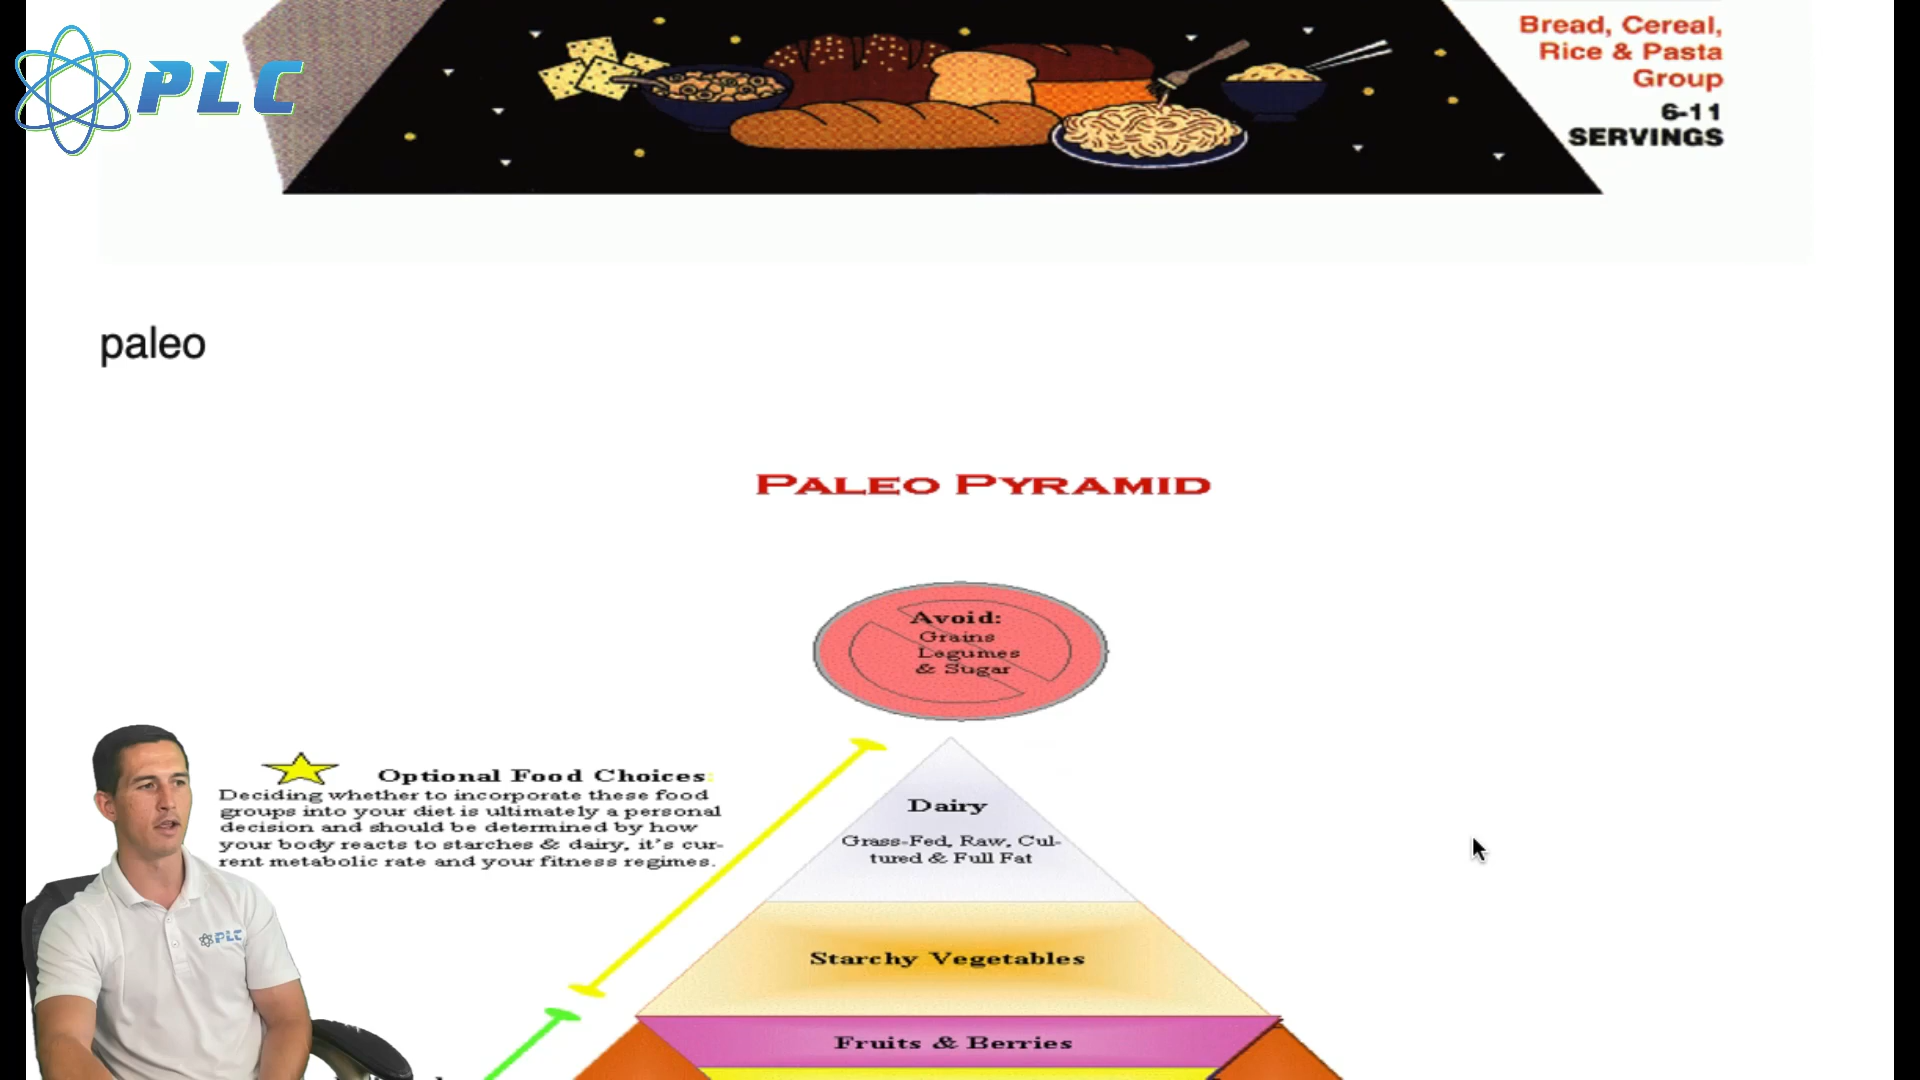 PLC
Bread, Cereal,
Rice & Pasta
Group
6-11
SERVINGS
paleo
PALEO PYRAMID
Avoid:
Grains
Legumes
& Sugar
Optional Food Choices:
Deciding whether to incorporate these food
groups into your diet is ultimately a personal
decision and should be determined by how
your body reacts to starches & dairy, it's cur-
rent metabolic rate and your fitness regimes.
Dairy
Grass-Fed, Raw, Cul-
tured & Full Fat
Starchy Vegetables
Fruits & Berries
PLC